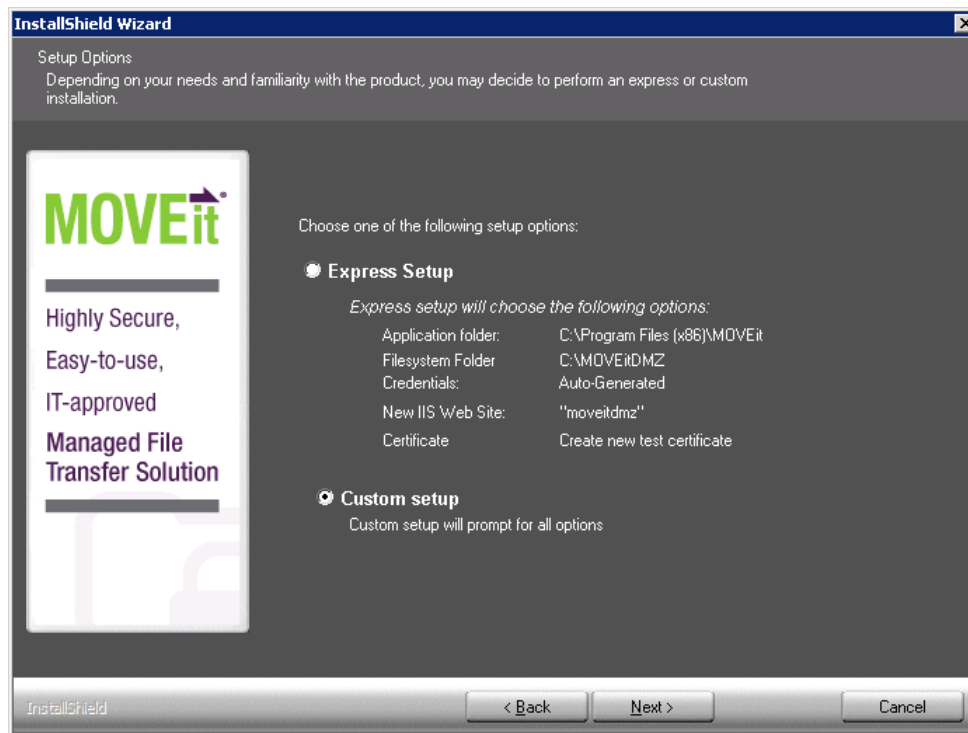 InstallShield Wizard
Setup Options
Depending on your needs and familiarity with the product, you may decide to perform an express or custom
installation.
MOVEit®
Highly Secure,
Easy-to-use,
IT-approved
Managed File
Transfer Solution
Choose one of the following setup options:
Express Setup
Express setup will choose the following options:
Application folder: C:\Program Files (x86)\MOVEit
Filesystem Folder C:\MOVEitDMZ
Credentials: Auto-Generated
New IIS Web Site: "moveitdmz"
Certificate Create new test certificate
Custom setup
Custom setup will prompt for all options
InstallShield
< Back
Next >
Cancel